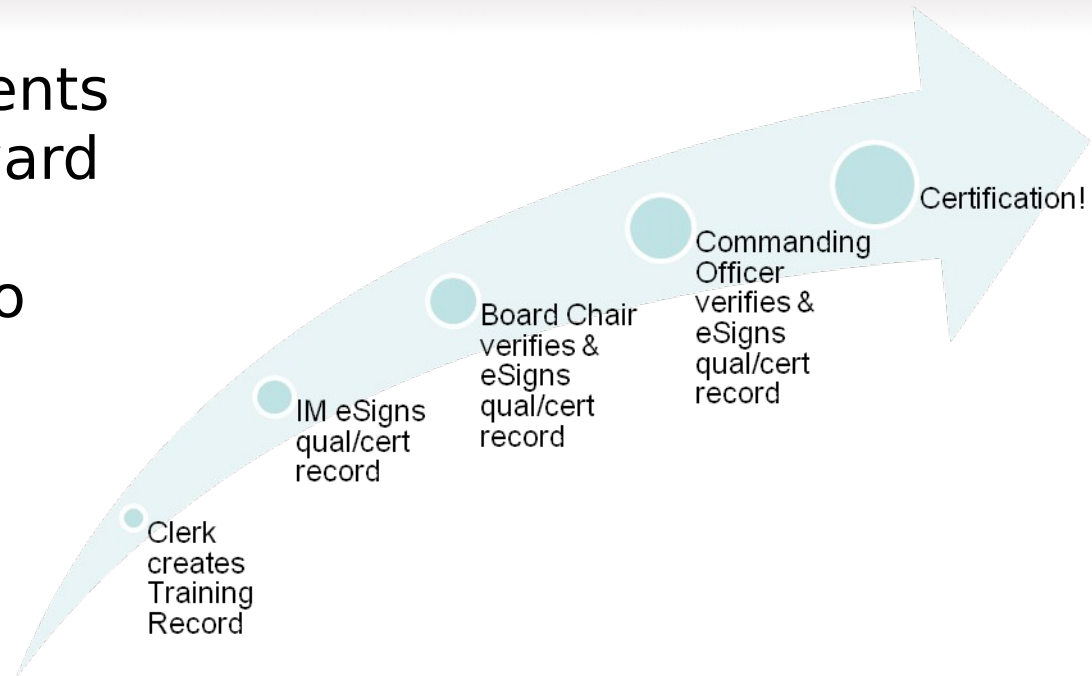 ents
ard
o
Clerk
creates
Training
Record
IM eSigns
qual/cert
record
Board Chair
verifies &
eSigns
qual/cert
record
Commanding
Officer
verifies &
eSigns
qual/cert
record
Certification!